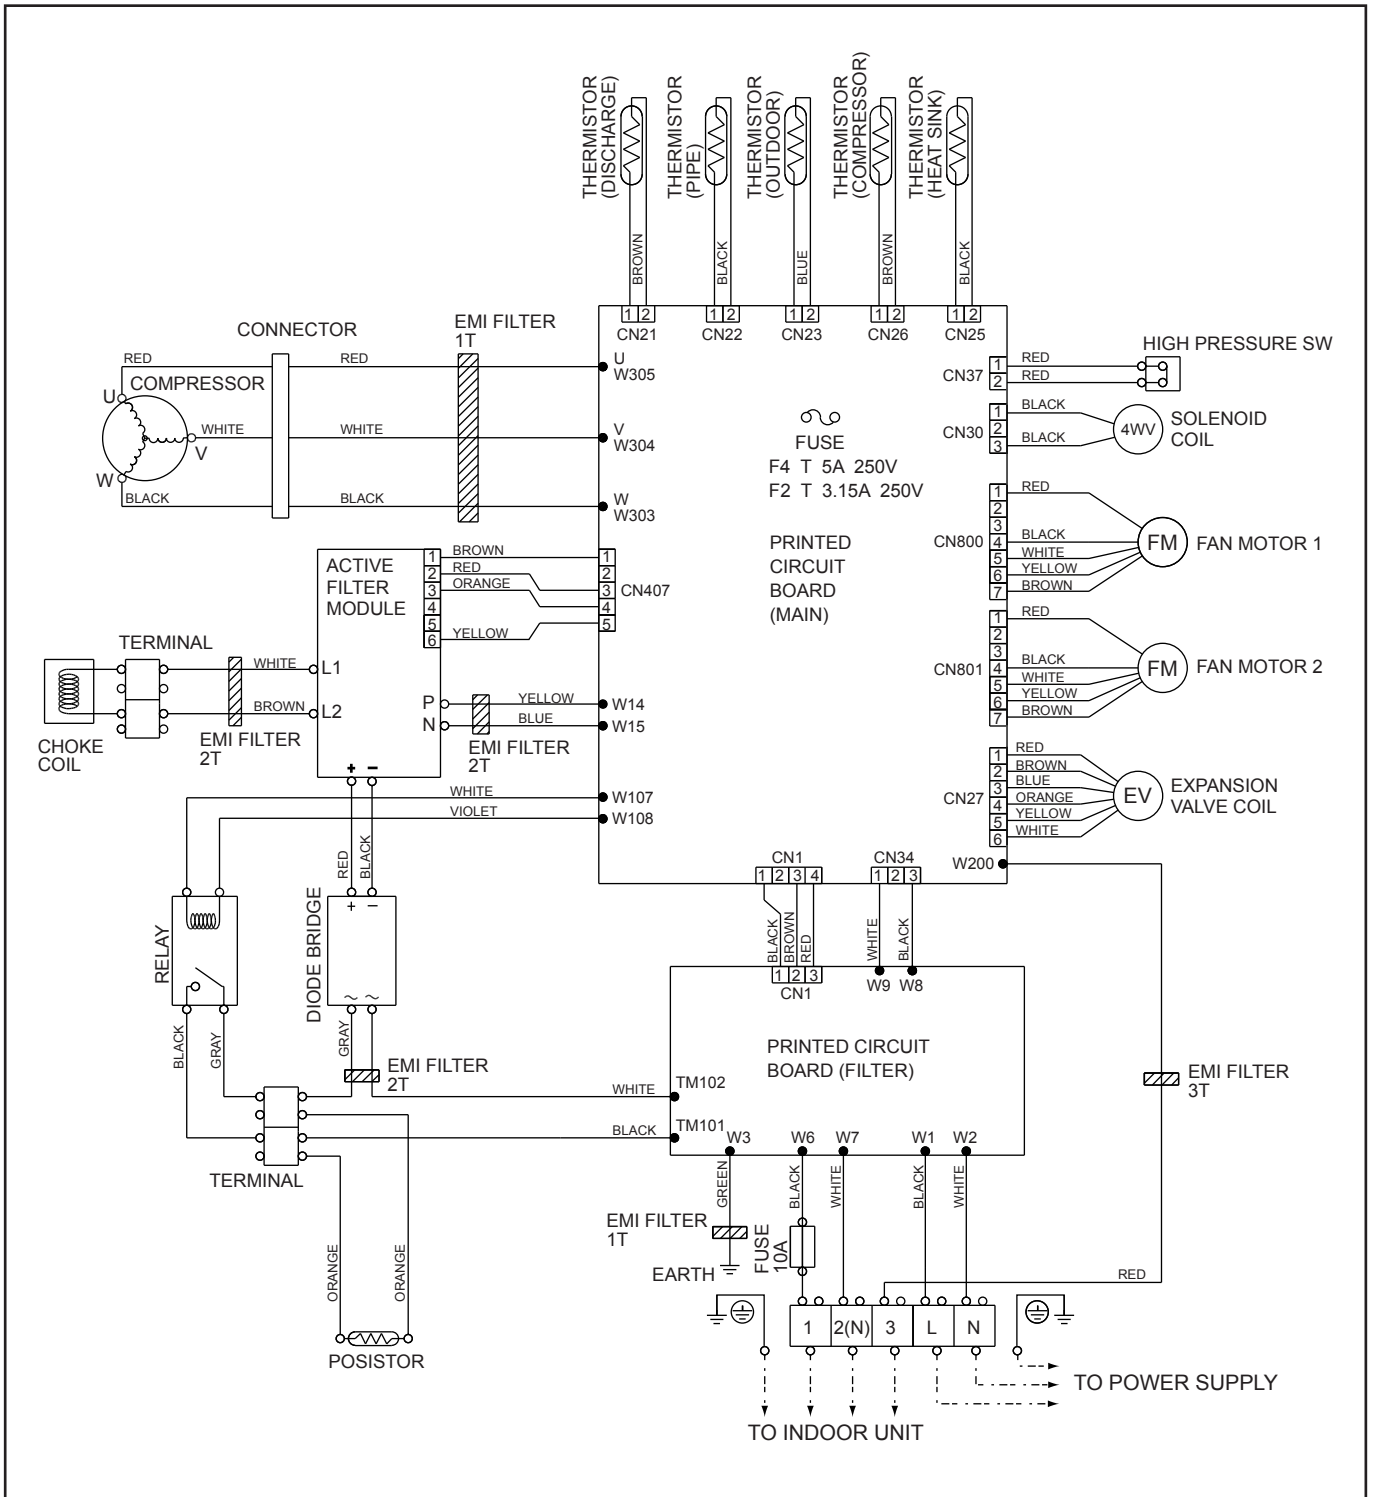 THERMISTOR
(DISCHARGE)
THERMISTOR
(PIPE)
THERMISTOR
(OUTDOOR)
THERMISTOR
(COMPRESSOR)
THERMISTOR
(HEAT SINK)
BROWN
BLACK
BLUE
BROWN
BLACK
1 2
1 2
1 2
1 2
1 2
CN21
CN22
CN23
CN26
CN25
CONNECTOR
EMI FILTER
1T
RED
RED
COMPRESSOR
U
WHITE
WHITE
V
W
BLACK
BLACK
U
W305
V
W304
W
W303
FUSE
F4 T 5A 250V
F2 T 3.15A 250V
PRINTED
CIRCUIT
BOARD
(MAIN)
CN37
1
2
RED
RED
HIGH PRESSURE SW
CN30
1
2
3
BLACK
BLACK
4WV
SOLENOID
COIL
CN800
1
2
3
4
5
6
7
RED
BLACK
WHITE
YELLOW
BROWN
FM
FAN MOTOR 1
CN801
1
2
3
4
5
6
7
RED
BLACK
WHITE
YELLOW
BROWN
FM
FAN MOTOR 2
CN27
1
2
3
4
5
6
RED
BROWN
BLUE
ORANGE
YELLOW
WHITE
EV
EXPANSION
VALVE COIL
W200
ACTIVE
FILTER
MODULE
1
2
3
4
5
6
BROWN
RED
ORANGE
YELLOW
1
2
3
4
5
CN407
TERMINAL
CHOKE
COIL
WHITE
BROWN
EMI FILTER
2T
L1
L2
P
N
YELLOW
BLUE
EMI FILTER
2T
W14
W15
+ −
WHITE
VIOLET
W107
W108
RED
BLACK
RELAY
DIODE BRIDGE
+ −
~ ~
CN1
1 2 3 4
CN34
1 2 3
BLACK
BROWN
RED
WHITE
BLACK
1 2 3
CN1
W9 W8
PRINTED CIRCUIT
BOARD (FILTER)
BLACK
GRAY
GRAY
EMI FILTER
2T
WHITE
TM102
BLACK
TM101
TERMINAL
W3
W6
W7
W1
W2
GREEN
BLACK
WHITE
BLACK
WHITE
EMI FILTER
1T
EARTH
FUSE
10A
EMI FILTER
3T
RED
ORANGE
ORANGE
POSISTOR
1 2(N) 3 L N
TO POWER SUPPLY
TO INDOOR UNIT